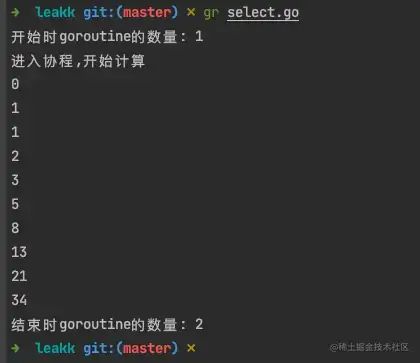 ➜ leakk git:(master) ✕ gr select.go
开始时goroutine的数量: 1
进入协程,开始计算
0
1
1
2
3
5
8
13
21
34
结束时goroutine的数量: 2
➜ leakk git:(master) ✕
@稀土掘金技术社区